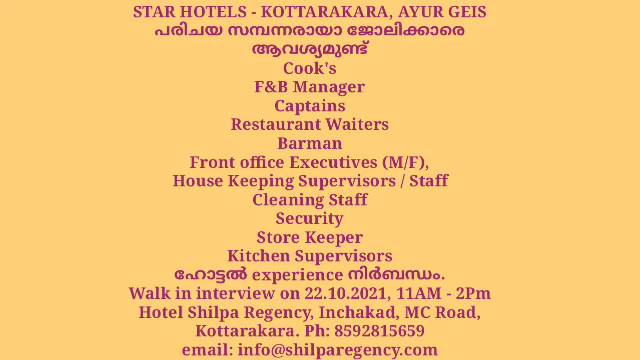 STAR HOTELS - KOTTARAKARA, AYUR GEIS
പരിചയ സമ്പന്നരായാ ജോലിക്കാരെ
ആവശ്യമുണ്ട്
Cook's
F&B Manager
Captains
Restaurant Waiters
Barman
Front office Executives (M/F),
House Keeping Supervisors / Staff
Cleaning Staff
Security
Store Keeper
Kitchen Supervisors
ഹോട്ടൽ experience നിർബന്ധം.
Walk in interview on 22.10.2021, 11AM - 2Pm
Hotel Shilpa Regency, Inchakad, MC Road,
Kottarakara. Ph: 8592815659
email: info@shilparegency.com